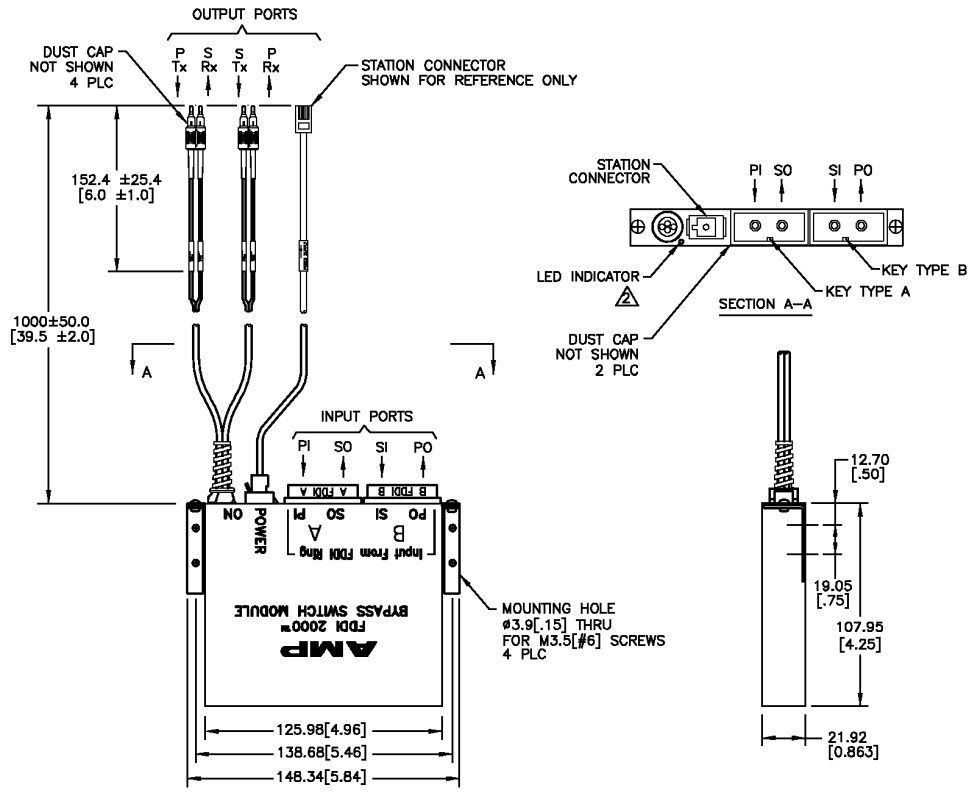 OUTPUT PORTS
DUST CAP
NOT SHOWN
4 PLC
P S S P
Tx Rx Tx Rx
STATION CONNECTOR
SHOWN FOR REFERENCE ONLY
152.4 ±25.4
[6.0 ±1.0]
1000±50.0
[39.5 ±2.0]
A
A
INPUT PORTS
PI SO SI PO
A FDDI A
B FDDI B
ON
POWER
PI SO SI PO
A B
Input From FDDI Ring
BYPASS SWITCH MODULE
FDDI 2000™
AMP
MOUNTING HOLE
ø3.9[.15] THRU
FOR M3.5[#6] SCREWS
4 PLC
125.98[4.96]
138.68[5.46]
148.34[5.84]
STATION
CONNECTOR
PI SO SI PO
LED INDICATOR
2
KEY TYPE B
KEY TYPE A
SECTION A-A
DUST CAP
NOT SHOWN
2 PLC
12.70
[.50]
19.05
[.75]
107.95
[4.25]
21.92
[0.863]